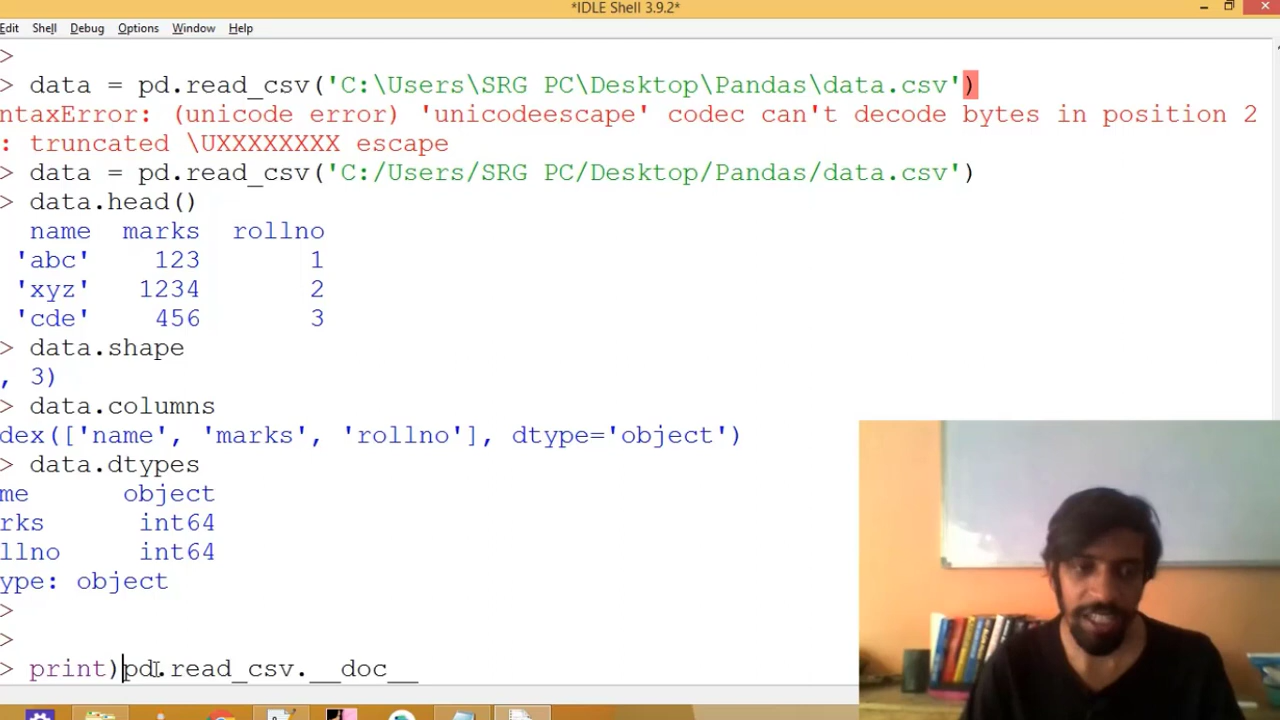 *IDLE Shell 3.9.2*
Edit Shell Debug Options Window Help
>
> data = pd.read_csv('C:\Users\SRG PC\Desktop\Pandas\data.csv')
ntaxError: (unicode error) 'unicodeescape' codec can't decode bytes in position 2
: truncated \UXXXXXXXX escape
> data = pd.read_csv('C:/Users/SRG PC/Desktop/Pandas/data.csv')
> data.head()
name marks rollno
'abc' 123 1
'xyz' 1234 2
'cde' 456 3
> data.shape
, 3)
> data.columns
dex(['name', 'marks', 'rollno'], dtype='object')
> data.dtypes
me object
rks int64
llno int64
ype: object
>
>
> print)pd.read_csv.__doc__